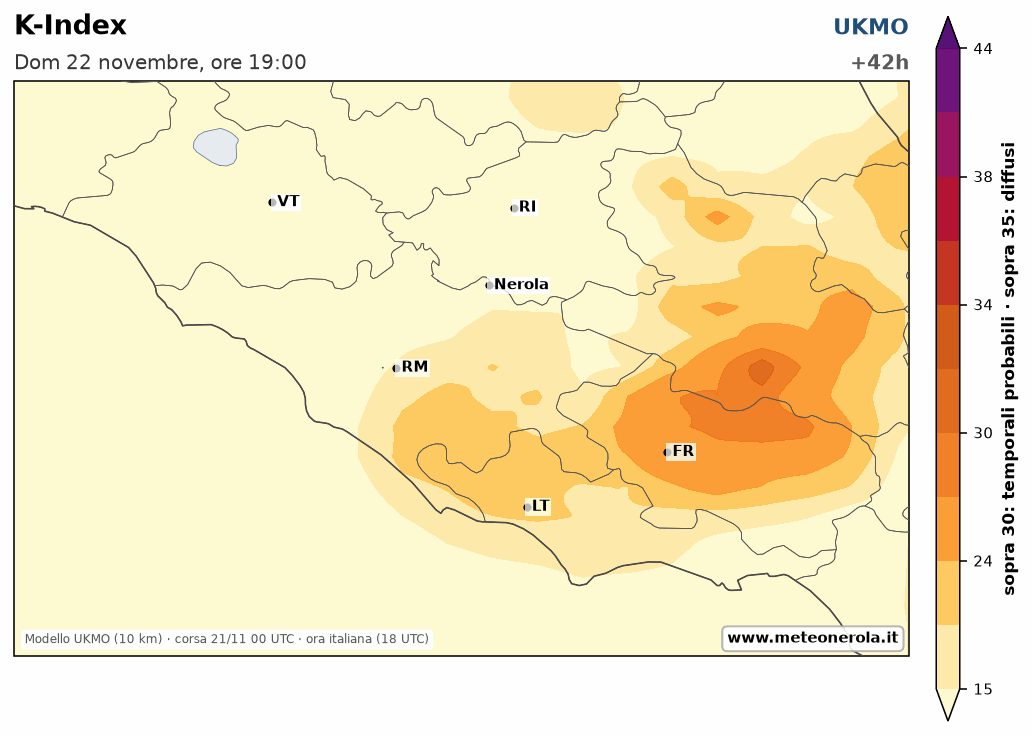 K-Index
UKMO
Dom 22 novembre, ore 19:00
+42h
VT
RI
Nerola
RM
FR
LT
44
38
34
30
24
15
sopra 30: temporali probabili · sopra 35: diffusi
Modello UKMO (10 km) · corsa 21/11 00 UTC · ora italiana (18 UTC)
www.meteonerola.it